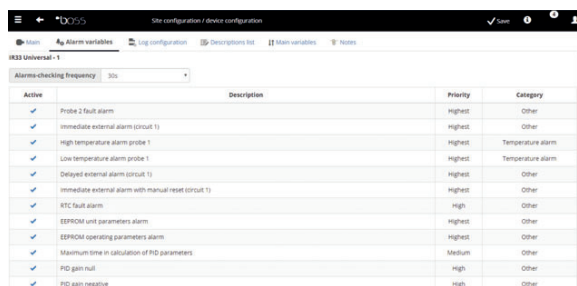 boss Site configuration / device configuration Save 0
Main Alarm variables Log configuration Descriptions list Main variables Notes
IR33 Universal - 1
Alarms-checking frequency 30s
Active Description Priority Category
Probe 2 fault alarm Highest Other
Immediate external alarm (circuit 1) Highest Other
High temperature alarm probe 1 Highest Temperature alarm
Low temperature alarm probe 1 Highest Temperature alarm
Delayed external alarm (circuit 1) Highest Other
Immediate external alarm with manual reset (circuit 1) Highest Other
RTC fault alarm High Other
EEPROM unit parameters alarm Highest Other
EEPROM operating parameters alarm Highest Other
Maximum time in calculation of PID parameters Medium Other
PID gain null High Other
PID gain negative High Other